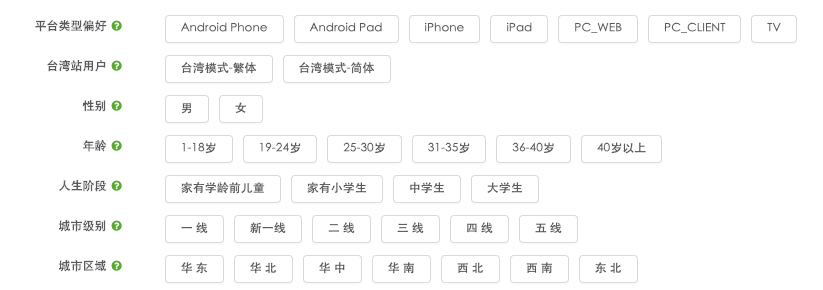 平台类型偏好 ? Android Phone Android Pad iPhone iPad PC_WEB PC_CLIENT TV
台湾站用户 ? 台湾模式-繁体 台湾模式-简体
性别 ? 男 女
年龄 ? 1-18岁 19-24岁 25-30岁 31-35岁 36-40岁 40岁以上
人生阶段 ? 家有学龄前儿童 家有小学生 中学生 大学生
城市级别 ? 一线 新一线 二线 三线 四线 五线
城市区域 ? 华东 华北 华中 华南 西北 西南 东北